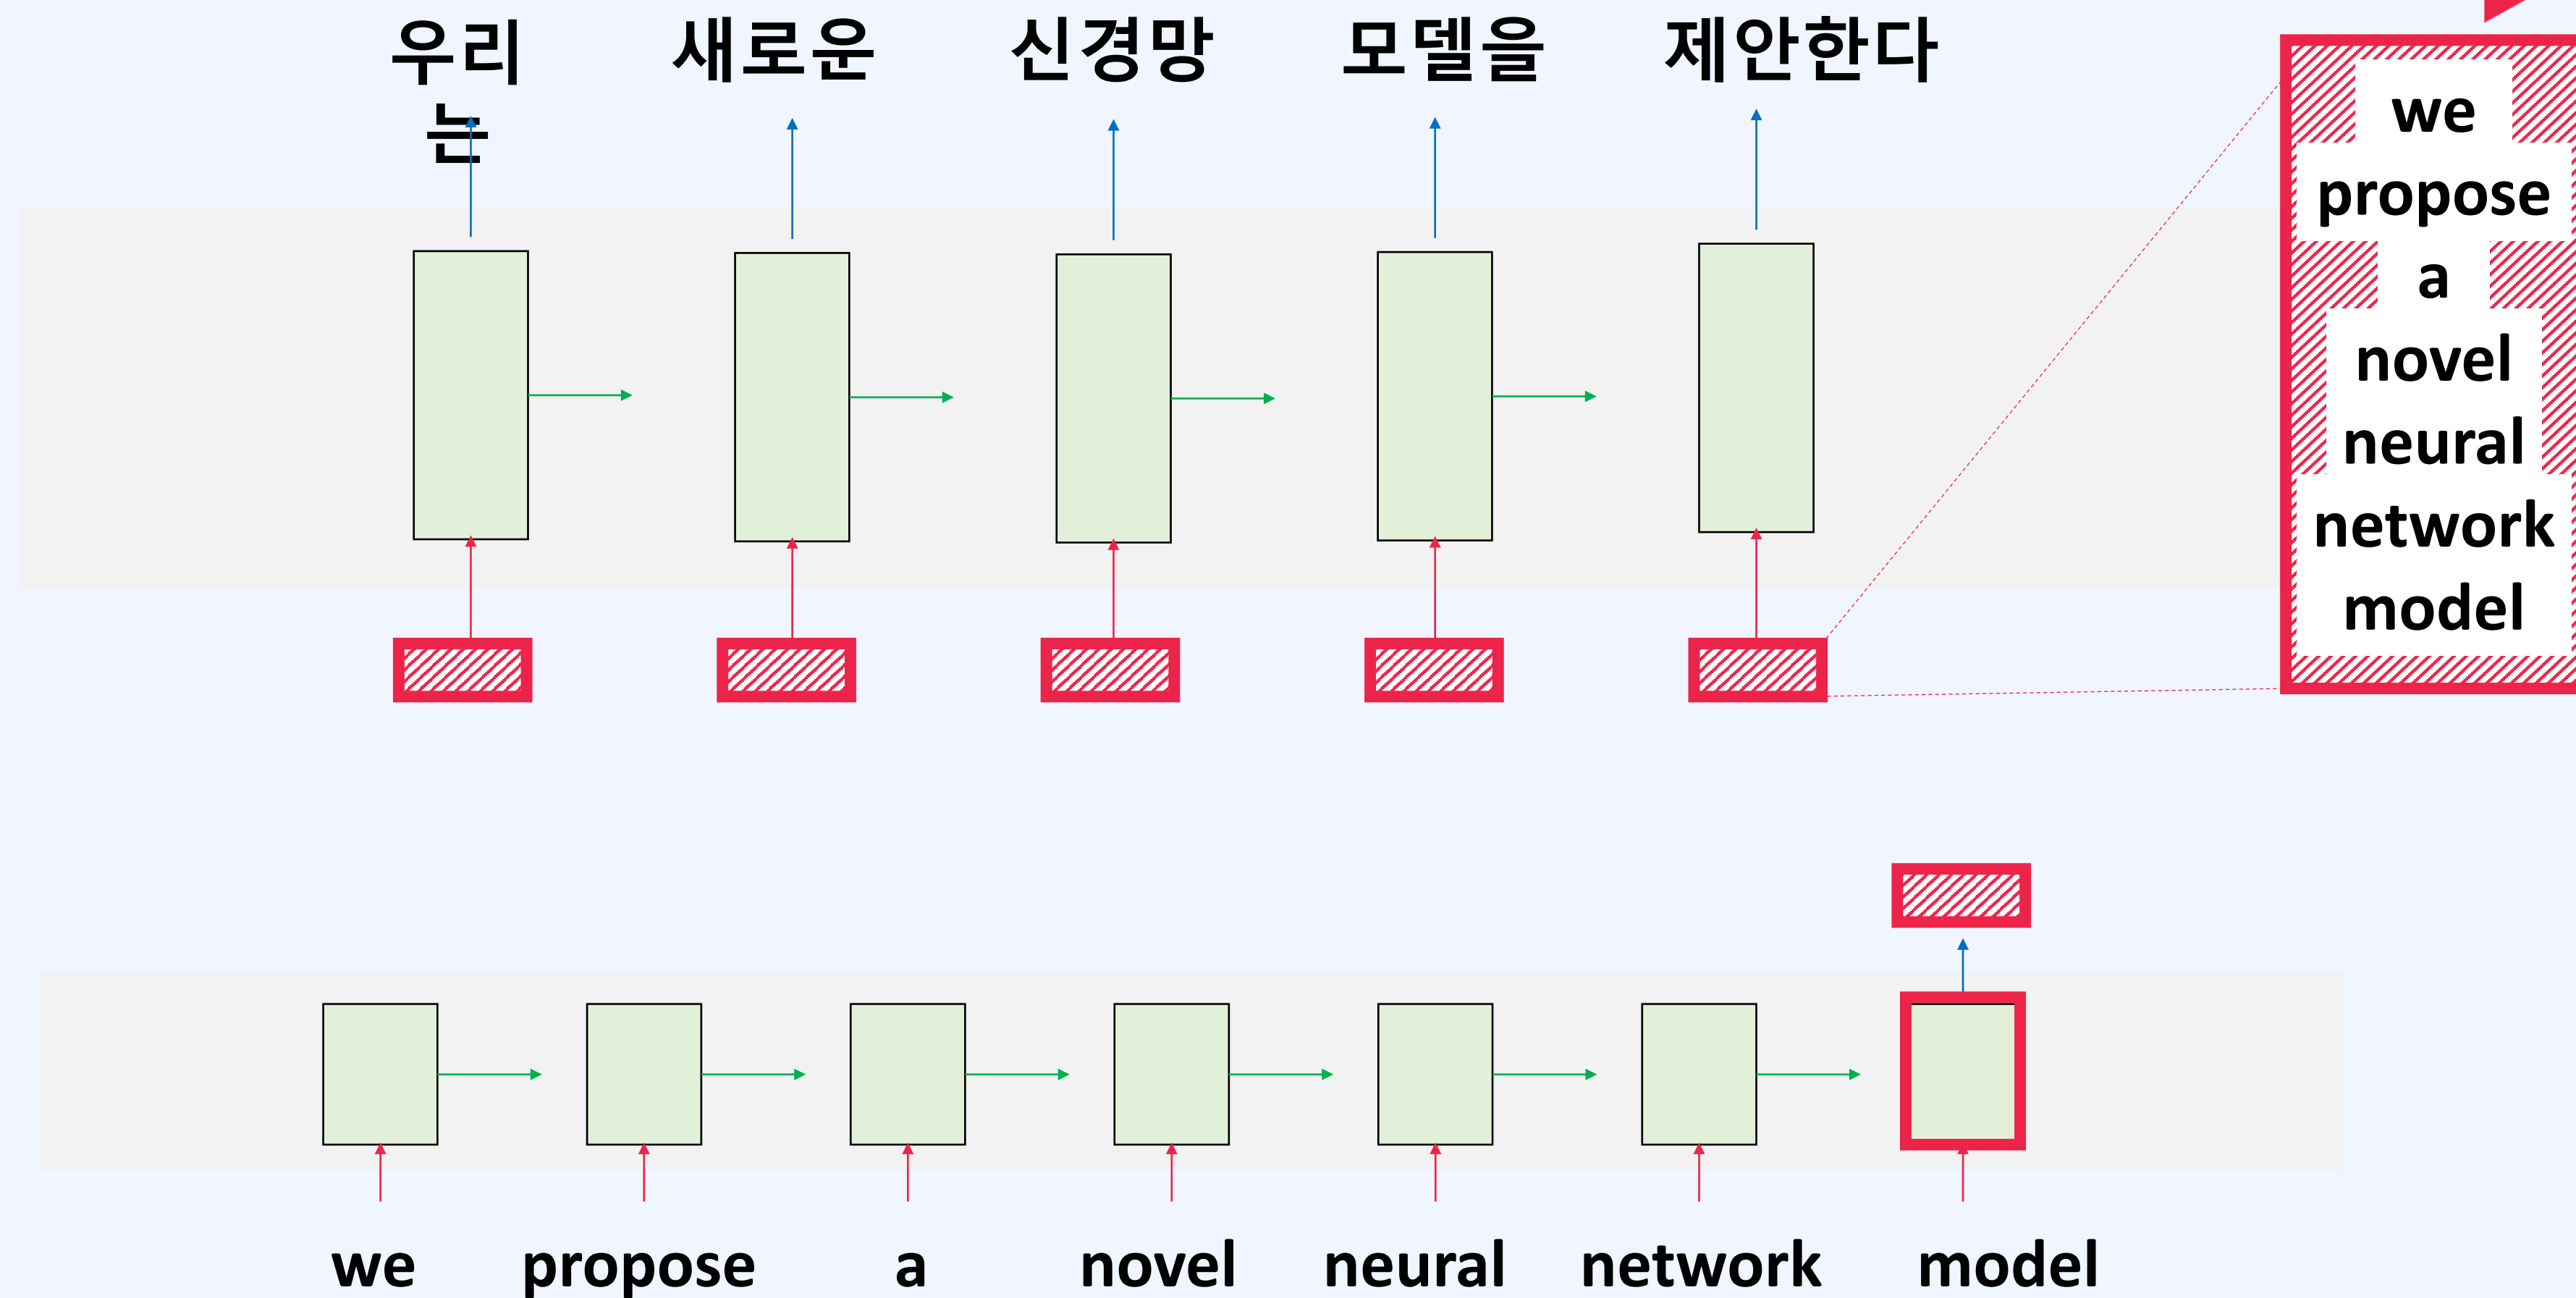 우리 새로운 신경망 모델을 제안한다
는
we
propose
a
novel
neural
network
model
we propose a novel neural network model